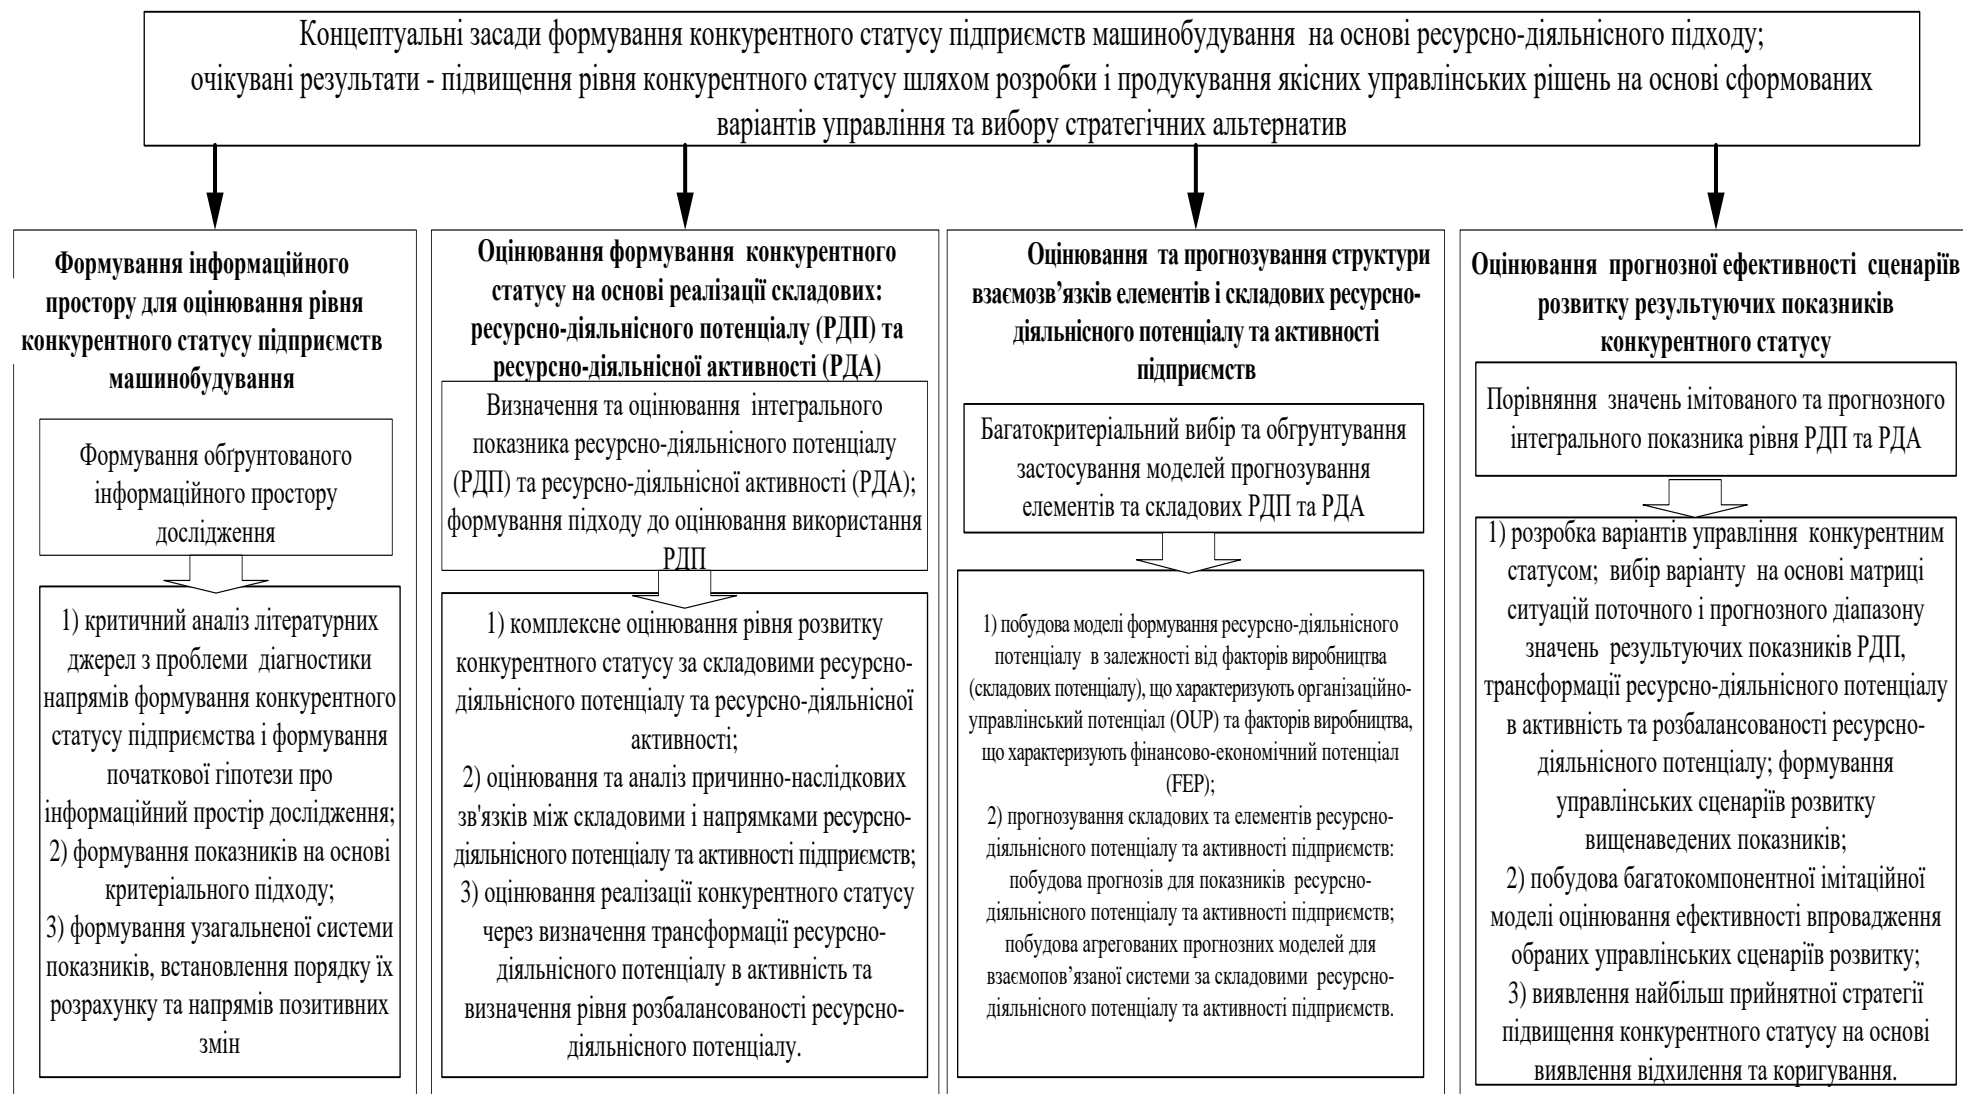 Концептуальні засади формування конкурентного статусу підприємств машинобудування на основі ресурсно-діяльнісного підходу;
очікувані результати - підвищення рівня конкурентного статусу шляхом розробки і продукування якісних управлінських рішень на основі сформованих
варіантів управління та вибору стратегічних альтернатив
Формування інформаційного
простору для оцінювання рівня
конкурентного статусу підприємств
машинобудування
Формування обґрунтованого
інформаційного простору
дослідження
1) критичний аналіз літературних
джерел з проблеми діагностики
напрямів формування конкурентного
статусу підприємства і формування
початкової гіпотези про
інформаційний простір дослідження;
2) формування показників на основі
критеріального підходу;
3) формування узагальненої системи
показників, встановлення порядку їх
розрахунку та напрямів позитивних
змін
Оцінювання формування конкурентного
статусу на основі реалізації складових:
ресурсно-діяльнісного потенціалу (РДП) та
ресурсно-діяльнісної активності (РДА)
Визначення та оцінювання інтегрального
показника ресурсно-діяльнісного потенціалу
(РДП) та ресурсно-діяльнісної активності (РДА);
формування підходу до оцінювання використання
РДП
1) комплексне оцінювання рівня розвитку
конкурентного статусу за складовими ресурсно-
діяльнісного потенціалу та ресурсно-діяльнісної
активності;
2) оцінювання та аналіз причинно-наслідкових
зв'язків між складовими і напрямками ресурсно-
діяльнісного потенціалу та активності підприємств;
3) оцінювання реалізації конкурентного статусу
через визначення трансформації ресурсно-
діяльнісного потенціалу в активність та
визначення рівня розбалансованості ресурсно-
діяльнісного потенціалу.
Оцінювання та прогнозування структури
взаємозв’язків елементів і складових ресурсно-
діяльнісного потенціалу та активності
підприємств
Багатокритеріальний вибір та обгрунтування
застосування моделей прогнозування
елементів та складових РДП та РДА
1) побудова моделі формування ресурсно-діяльнісного
потенціалу в залежності від факторів виробництва
(складових потенціалу), що характеризують організаційно-
управлінський потенціал (OUP) та факторів виробництва,
що характеризують фінансово-економічний потенціал
(FEP);
2) прогнозування складових та елементів ресурсно-
діяльнісного потенціалу та активності підприємств:
побудова прогнозів для показників ресурсно-
діяльнісного потенціалу та активності підприємств;
побудова агрегованих прогнозних моделей для
взаємопов’язаної системи за складовими ресурсно-
діяльнісного потенціалу та активності підприємств.
Оцінювання прогнозної ефективності сценаріїв
розвитку результуючих показників
конкурентного статусу
Порівняння значень імітованого та прогнозного
інтегрального показника рівня РДП та РДА
1) розробка варіантів управління конкурентним
статусом; вибір варіанту на основі матриці
ситуацій поточного і прогнозного діапазону
значень результуючих показників РДП,
трансформації ресурсно-діяльнісного потенціалу
в активність та розбалансованості ресурсно-
діяльнісного потенціалу; формування
управлінських сценаріїв розвитку
вищенаведених показників;
2) побудова багатокомпонентної імітаційної
моделі оцінювання ефективності впровадження
обраних управлінських сценаріїв розвитку;
3) виявлення найбільш прийнятної стратегії
підвищення конкурентного статусу на основі
виявлення відхилення та коригування.